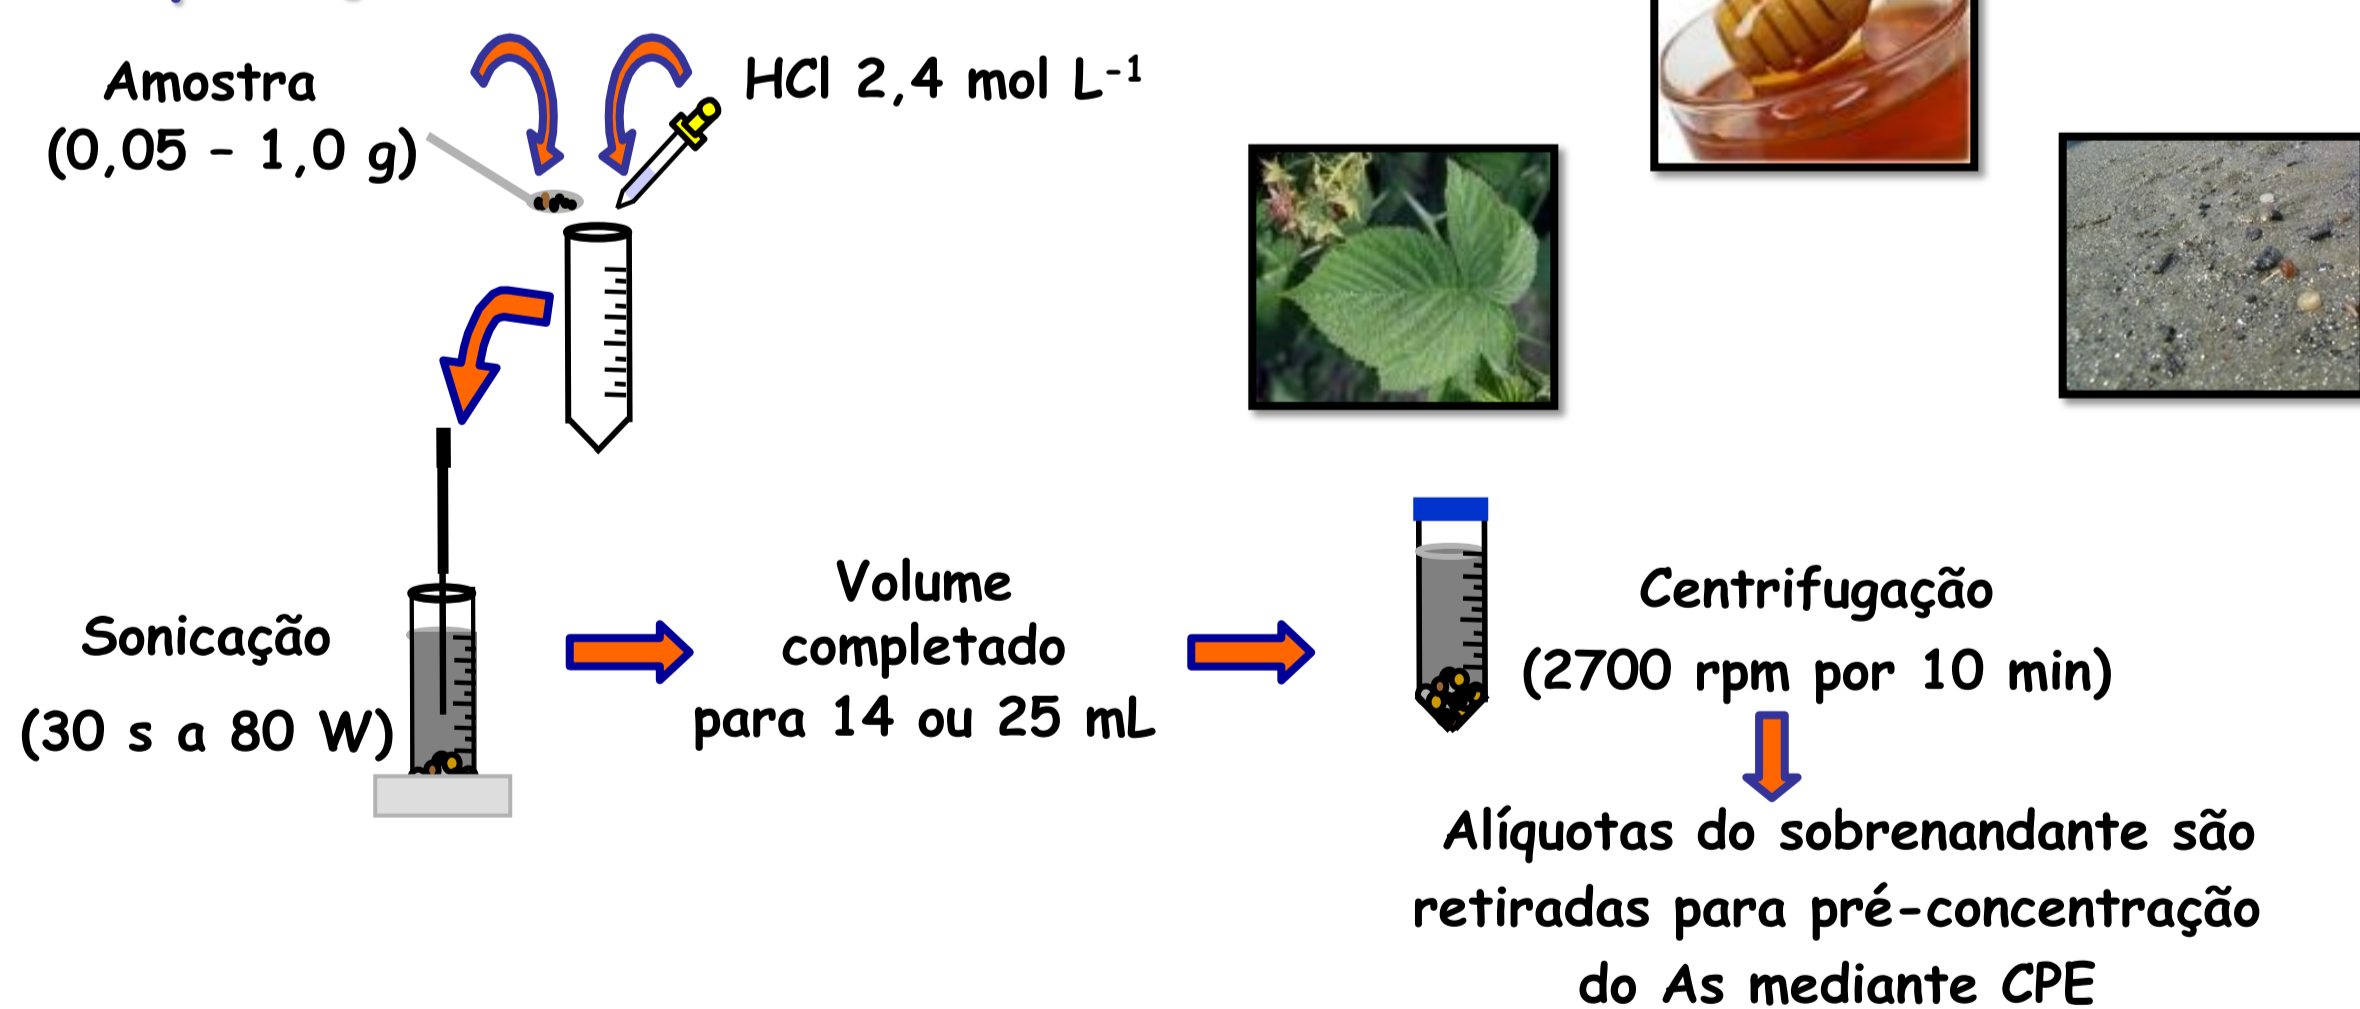 Amostra
(0,05 – 1,0 g)
HCl 2,4 mol L⁻¹
Sonicação
(30 s a 80 W)
Volume
completado
para 14 ou 25 mL
Centrifugação
(2700 rpm por 10 min)
Alíquotas do sobrenandante são
retiradas para pré-concentração
do As mediante CPE